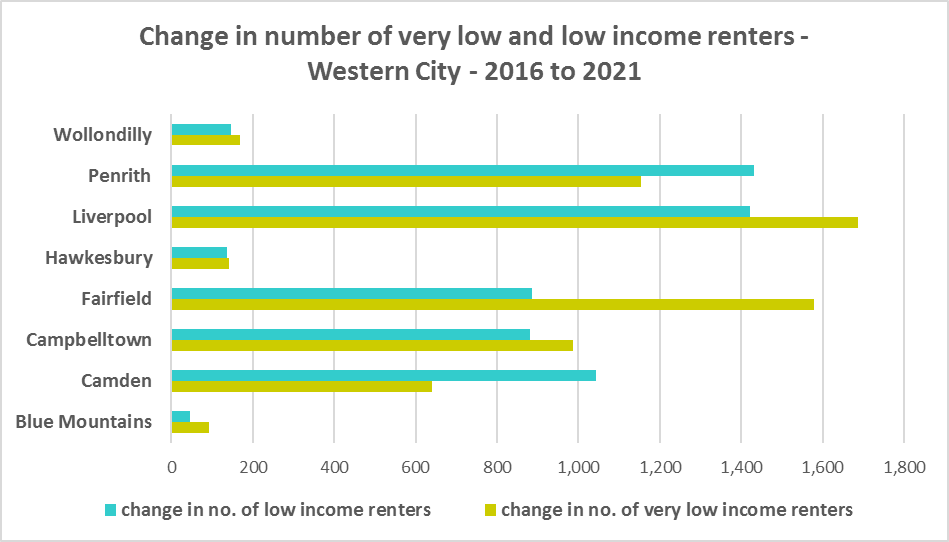 Change in number of very low and low income renters -
Western City - 2016 to 2021
Wollondilly
Penrith
Liverpool
Hawkesbury
Fairfield
Campbelltown
Camden
Blue Mountains
0 200 400 600 800 1,000 1,200 1,400 1,600 1,800
change in no. of low income renters change in no. of very low income renters